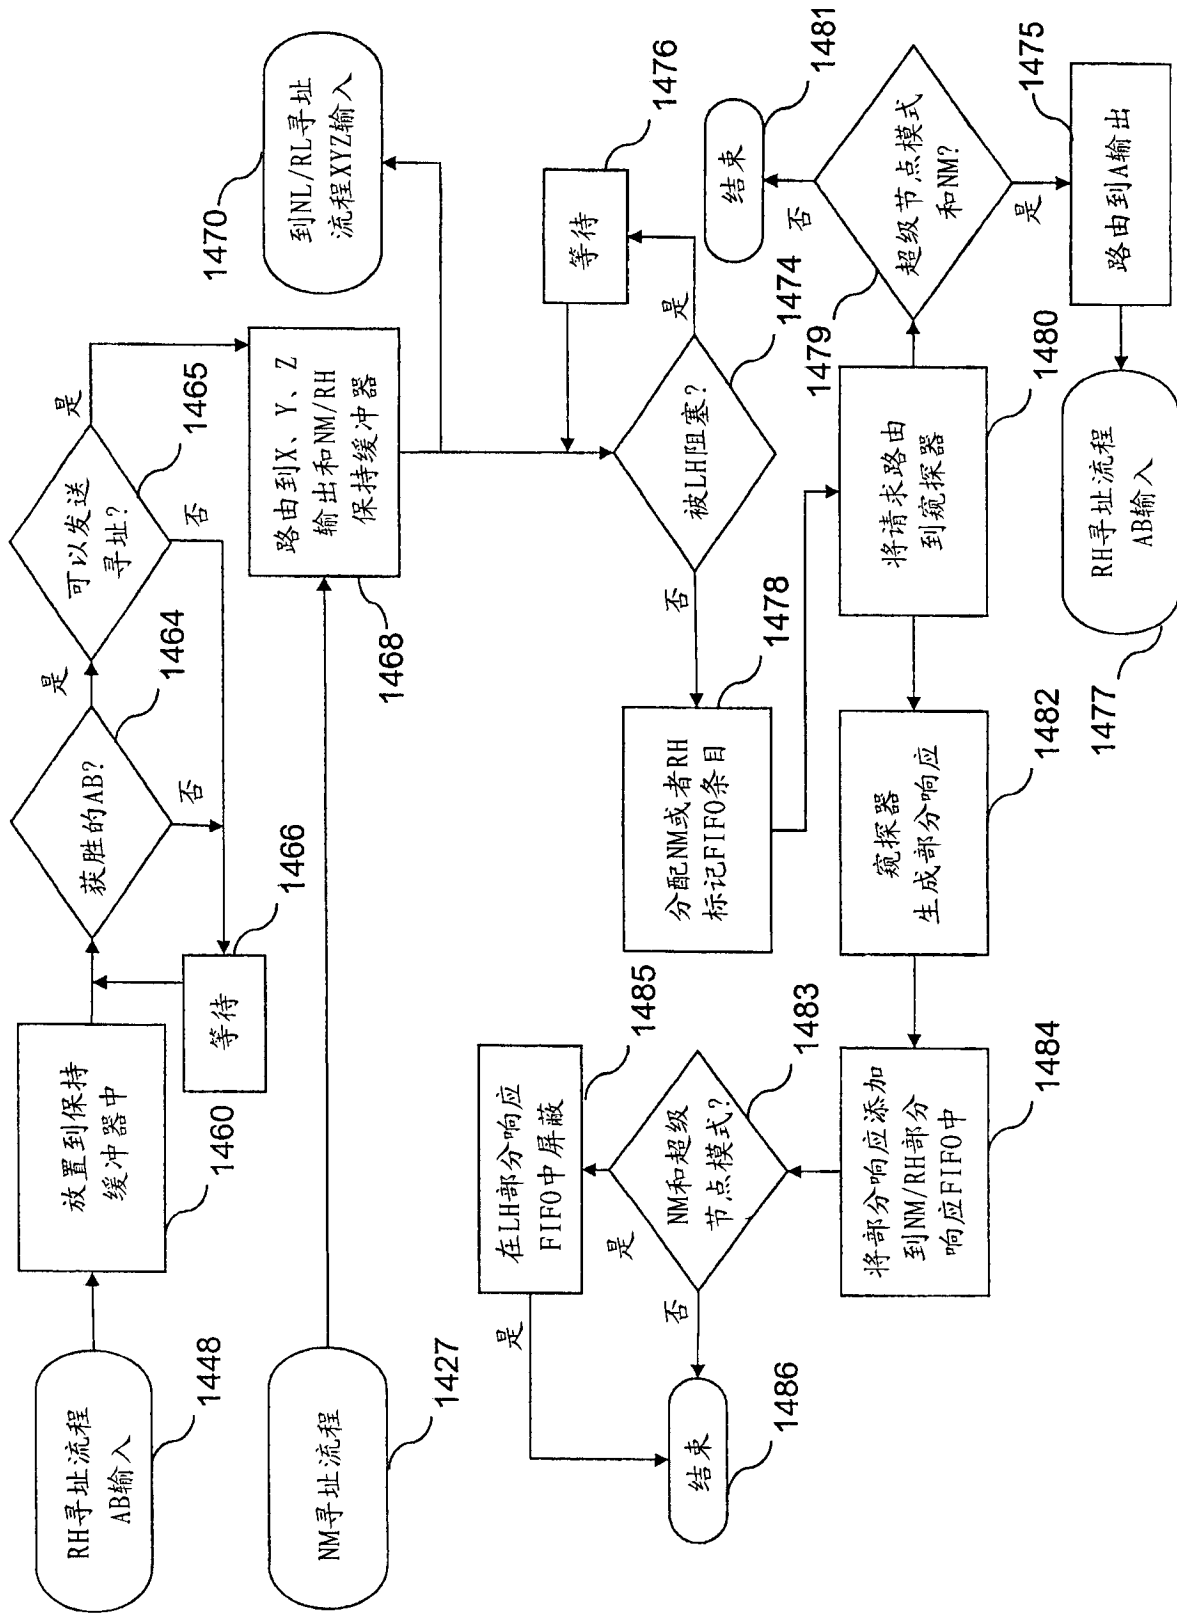 RH寻址流程
AB输入
1448
放置到保持
缓冲器中
1460
等待
1466
获胜的AB?
1464
是
否
可以发送
寻址?
1465
是
否
NM寻址流程
1427
路由到X、Y、Z
输出和NM/RH
保持缓冲器
1468
到NL/RL寻址
流程XYZ输入
1470
被LH阻塞?
1474
是
否
等待
1476
分配NM或者RH
标记FIFO条目
1478
将请求路由
到窥探器
1480
超级节点模式
和NM?
1479
否
是
结束
1481
路由到A输出
1475
RH寻址流程
AB输入
1477
窥探器
生成部分响应
1482
将部分响应添加
到NM/RH部分
响应FIFO中
1484
NM和超级
节点模式?
1483
是
否
在LH部分响应
FIFO中屏蔽
1485
是
结束
1486